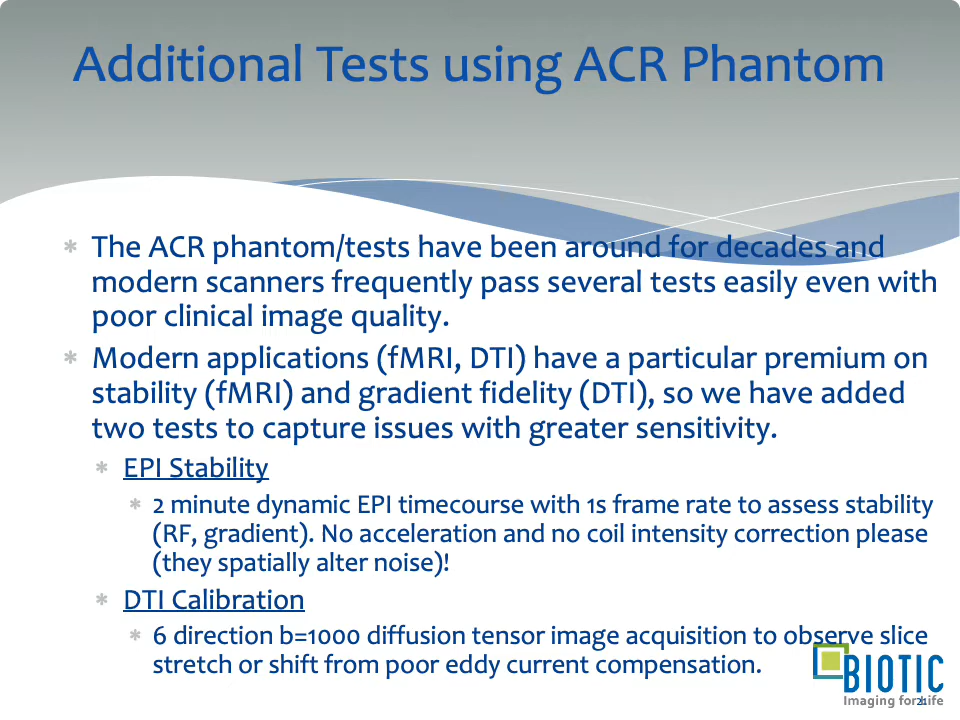 Additional Tests using ACR Phantom
* The ACR phantom/tests have been around for decades and
modern scanners frequently pass several tests easily even with
poor clinical image quality.
* Modern applications (fMRI, DTI) have a particular premium on
stability (fMRI) and gradient fidelity (DTI), so we have added
two tests to capture issues with greater sensitivity.
* EPI Stability
* 2 minute dynamic EPI timecourse with 1s frame rate to assess stability
(RF, gradient). No acceleration and no coil intensity correction please
(they spatially alter noise)!
* DTI Calibration
* 6 direction b=1000 diffusion tensor image acquisition to observe slice
stretch or shift from poor eddy current compensation.
BIOTIC
Imaging for Life